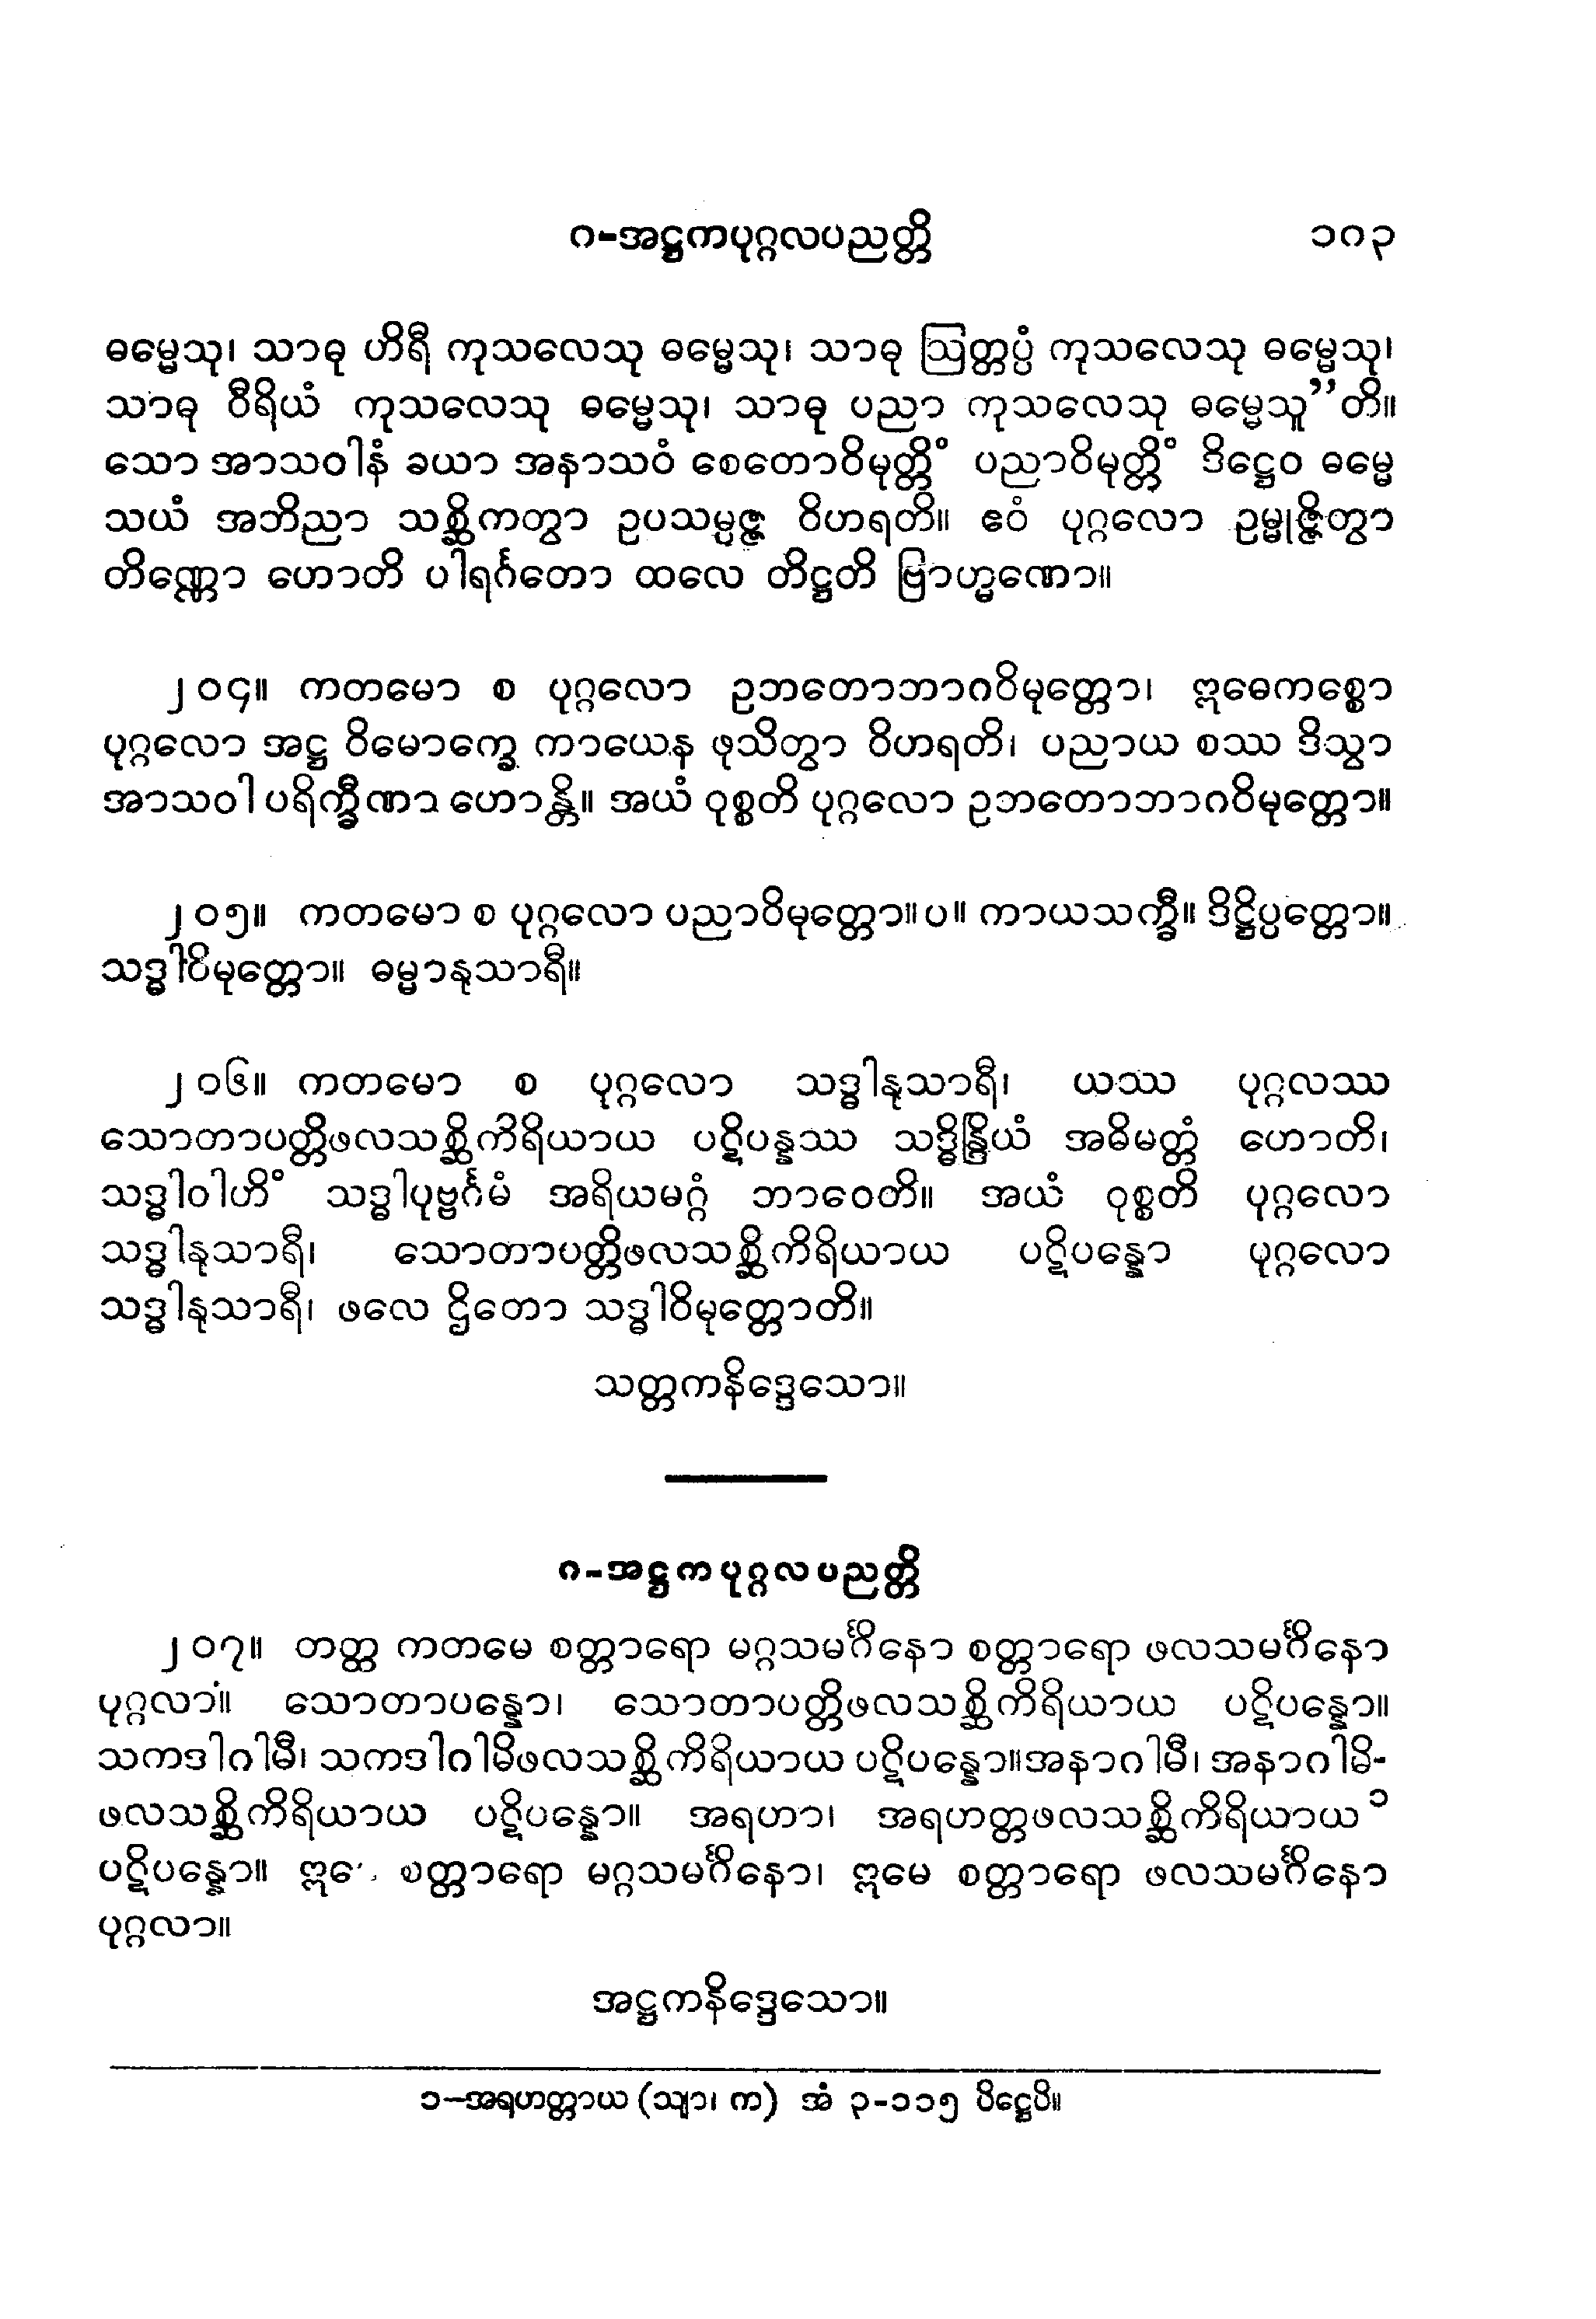 ဂ-အဋ္ဌကပုဂ္ဂလပညတ္တိ ၁ဂ၃
ဓမ္မေသု၊ သာဓု ဟိရီ ကုသလေသု ဓမ္မေသု၊ သာဓု ဩတ္တပ္ပံ ကုသလေသု ဓမ္မေသု၊
သာဓု ဝီရိယံ ကုသလေသု ဓမ္မေသု၊ သာဓု ပညာ ကုသလေသု ဓမ္မေသူ”တိ။
သော အာသဝါနံ ခယာ အနာသဝံ စေတောဝိမုတ္တိံ ပညာဝိမုတ္တိံ ဒိဋ္ဌေဝ ဓမ္မေ
သယံ အဘိညာ သစ္ဆိကတွာ ဥပသမ္ပဇ္ဇ ဝိဟရတိ။ ဧဝံ ပုဂ္ဂလော ဥမ္မုဇ္ဇိတွာ
တိဏ္ဏော ဟောတိ ပါရင်္ဂတော ထလေ တိဋ္ဌတိ ဗြာဟ္မဏော။
၂၀၄။ ကတမော စ ပုဂ္ဂလော ဥဘတောဘာဂဝိမုတ္တော၊ ဣဓေကစ္စော
ပုဂ္ဂလော အဋ္ဌ ဝိမောက္ခေ ကာယေန ဖုသိတွာ ဝိဟရတိ၊ ပညာယ စဿ ဒိသွာ
အာသဝါ ပရိက္ခီဏာ ဟောန္တိ။ အယံ ဝုစ္စတိ ပုဂ္ဂလော ဥဘတောဘာဂဝိမုတ္တော။
၂၀၅။ ကတမော စ ပုဂ္ဂလော ပညာဝိမုတ္တော။ ပ။ ကာယသက္ခီ။ ဒိဋ္ဌိပ္ပတ္တော။
သဒ္ဓါဝိမုတ္တော။ ဓမ္မာနုသာရီ။
၂၀၆။ ကတမော စ ပုဂ္ဂလော သဒ္ဓါနုသာရီ၊ ယဿ ပုဂ္ဂလဿ
သောတာပတ္တိဖလသစ္ဆိကိရိယာယ ပဋိပန္နဿ သဒ္ဓိန္ဒြိယံ အဓိမတ္တံ ဟောတိ၊
သဒ္ဓါဝါဟိံ သဒ္ဓါပုဗ္ဗင်္ဂမံ အရိယမဂ္ဂံ ဘာဝေတိ။ အယံ ဝုစ္စတိ ပုဂ္ဂလော
သဒ္ဓါနုသာရီ၊ သောတာပတ္တိဖလသစ္ဆိကိရိယာယ ပဋိပန္နော ပုဂ္ဂလော
သဒ္ဓါနုသာရီ၊ ဖလေ ဌိတော သဒ္ဓါဝိမုတ္တောတိ။
သတ္တကနိဒ္ဒေသော။
ဂ-အဋ္ဌကပုဂ္ဂလပညတ္တိ
၂၀၇။ တတ္ထ ကတမေ စတ္တာရော မဂ္ဂသမင်္ဂိနော စတ္တာရော ဖလသမင်္ဂိနော
ပုဂ္ဂလာ။ သောတာပန္နော၊ သောတာပတ္တိဖလသစ္ဆိကိရိယာယ ပဋိပန္နော။
သကဒါဂါမီ၊ သကဒါဂါမိဖလသစ္ဆိကိရိယာယ ပဋိပန္နော။အနာဂါမီ၊ အနာဂါမိ-
ဖလသစ္ဆိကိရိယာယ ပဋိပန္နော။ အရဟာ၊ အရဟတ္တဖလသစ္ဆိကိရိယာယ ၁
ပဋိပန္နော။ စတ္တာရော မဂ္ဂသမင်္ဂိနော၊ ဣမေ စတ္တာရော ဖလသမင်္ဂိနော
ပုဂ္ဂလာ။
အဋ္ဌကနိဒ္ဒေသော။
၁-အရဟတ္တာယ (သျာ၊ က) အံ ၃-၁၁၅ ပိဋ္ဌေပိ။